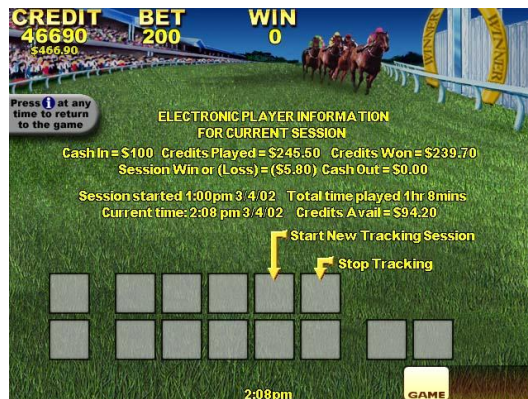 CREDIT BET WIN
46690 200 0
$466.90
WINNER WINNER
Press i at any
time to return
to the game
ELECTRONIC PLAYER INFORMATION
FOR CURRENT SESSION
Cash In = $100 Credits Played = $245.50 Credits Won = $239.70
Session Win or (Loss) = ($5.80) Cash Out = $0.00
Session started 1:00pm 3/4/02 Total time played 1hr 8mins
Current time: 2:08 pm 3/4/02 Credits Avail = $94.20
Start New Tracking Session
Stop Tracking
2:08pm
GAME